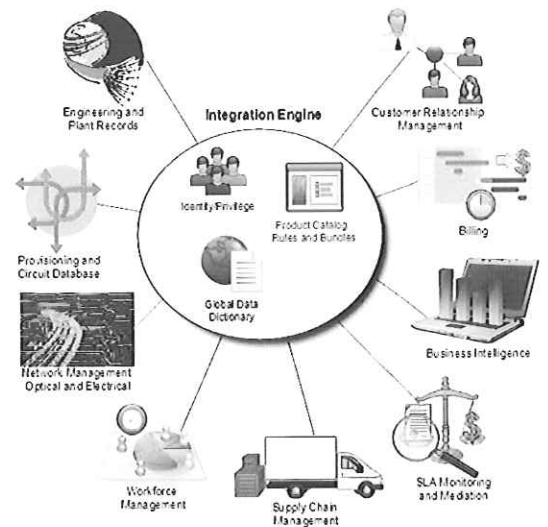 Engineering and
Plant Records
Integration Engine
Customer Relationship
Management
Identity/Privilege
Product Catalog
Rules and Bundles
Billing
Provisioning and
Circuit Database
Global Data
Dictionary
Network Management
Optical and Electrical
Business Intelligence
Workforce
Management
Supply Chain
Management
SLA Monitoring
and Mediation